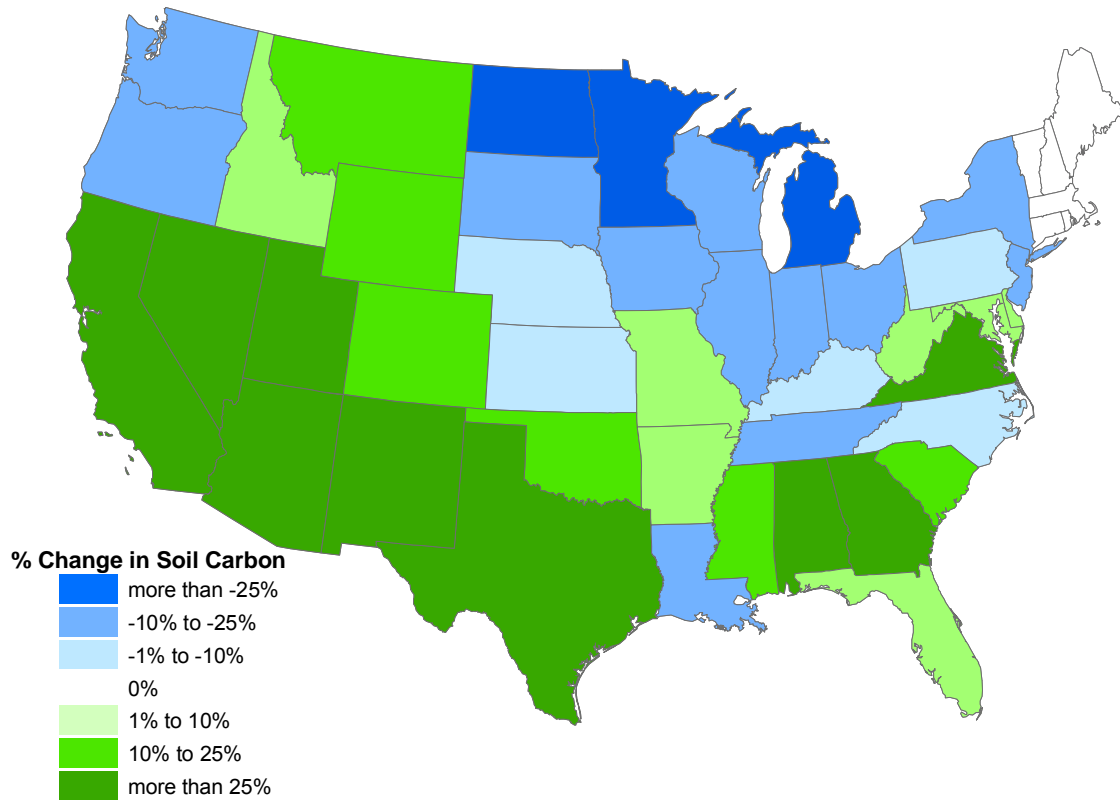 % Change in Soil Carbon
more than -25%
-10% to -25%
-1% to -10%
0%
1% to 10%
10% to 25%
more than 25%